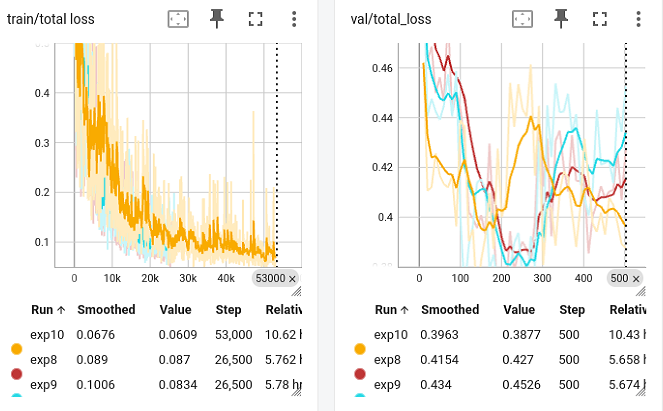 train/total loss
0.4
0.3
0.2
0.1
0 10k 20k 30k 40k 53000 ×
Run ↑ Smoothed Value Step Relativ
exp10 0.0676 0.0609 53,000 10.62 h
exp8 0.089 0.087 26,500 5.762 h
exp9 0.1006 0.0834 26,500 5.78 hr
val/total_loss
0.46
0.44
0.42
0.4
0 100 200 300 400 500 ×
Run ↑ Smoothed Value Step Relativ
exp10 0.3963 0.3877 500 10.43 h
exp8 0.4154 0.427 500 5.658 h
exp9 0.434 0.4526 500 5.674 h